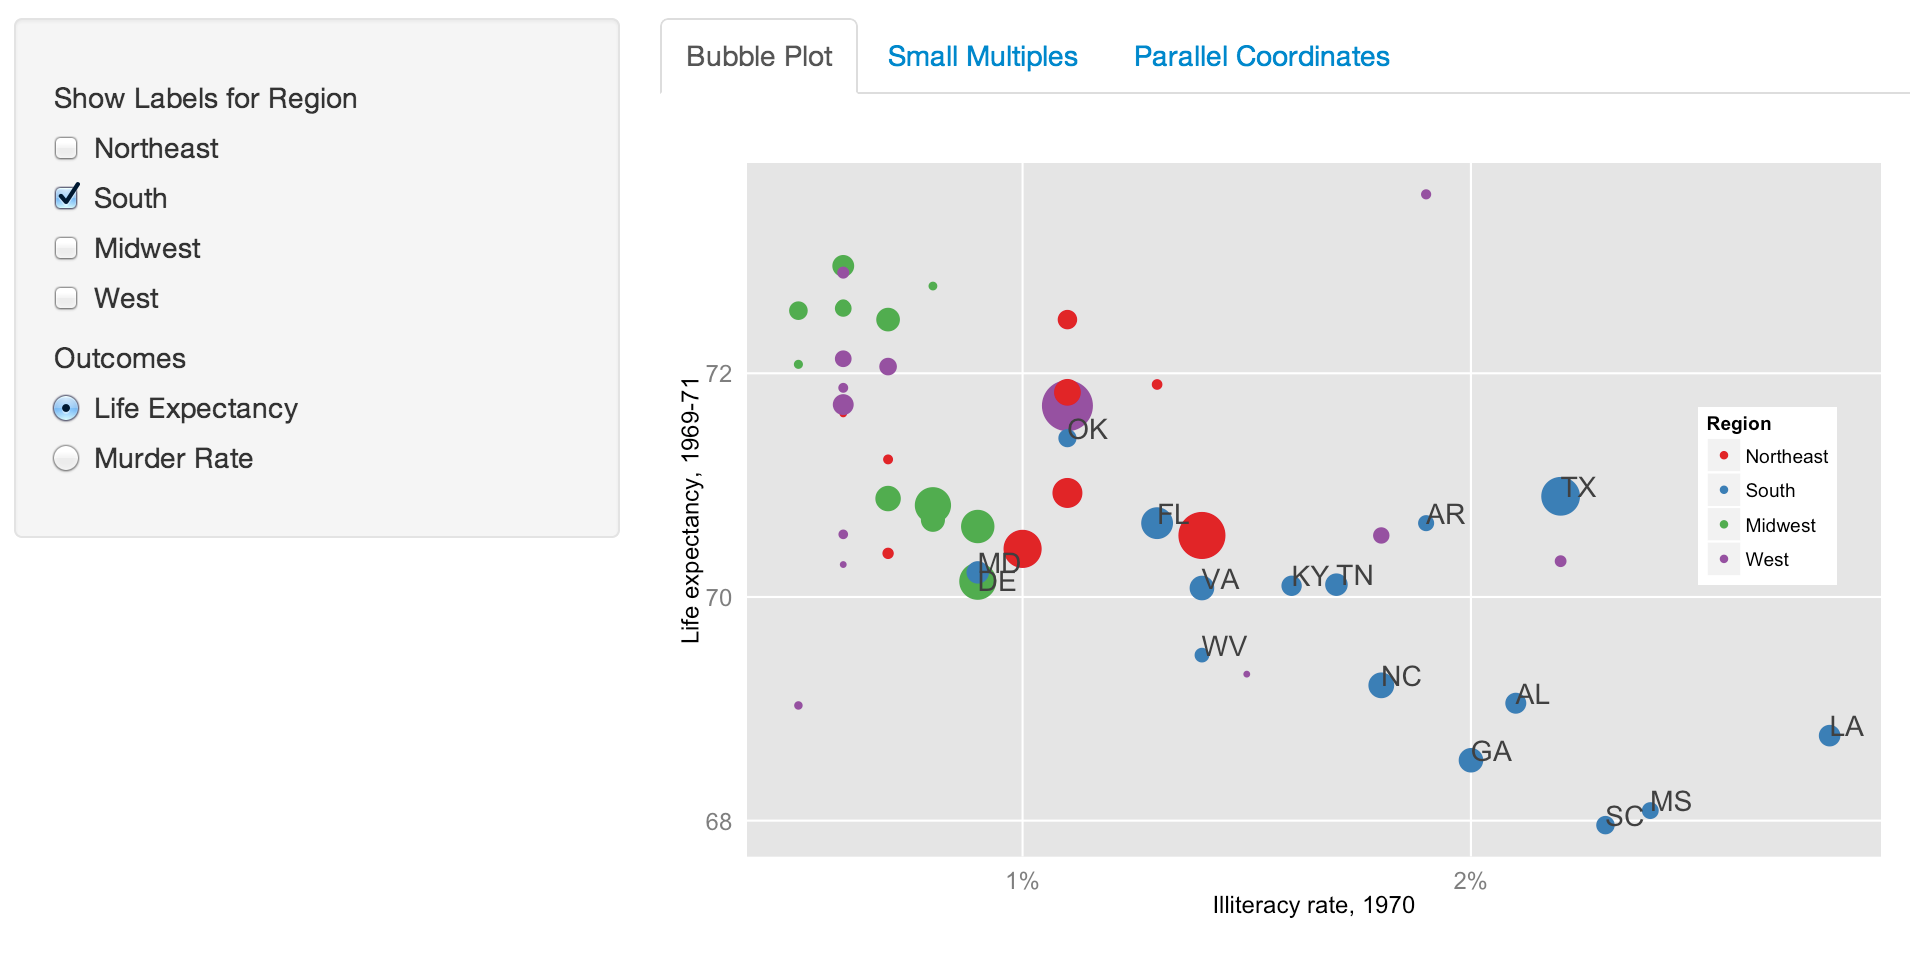 Show Labels for Region
Northeast
South
Midwest
West
Outcomes
Life Expectancy
Murder Rate
Bubble Plot
Small Multiples
Parallel Coordinates
Life expectancy, 1969-71
72
70
68
OK
TX
FL
AR
MD
DE
VA
KY
TN
WV
NC
AL
LA
GA
SC
MS
Region
Northeast
South
Midwest
West
1%
2%
Illiteracy rate, 1970